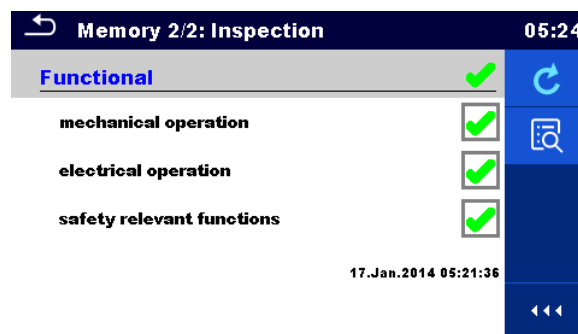 Memory 2/2: Inspection 05:24
Functional
mechanical operation
electrical operation
safety relevant functions
17.Jan.2014 05:21:36